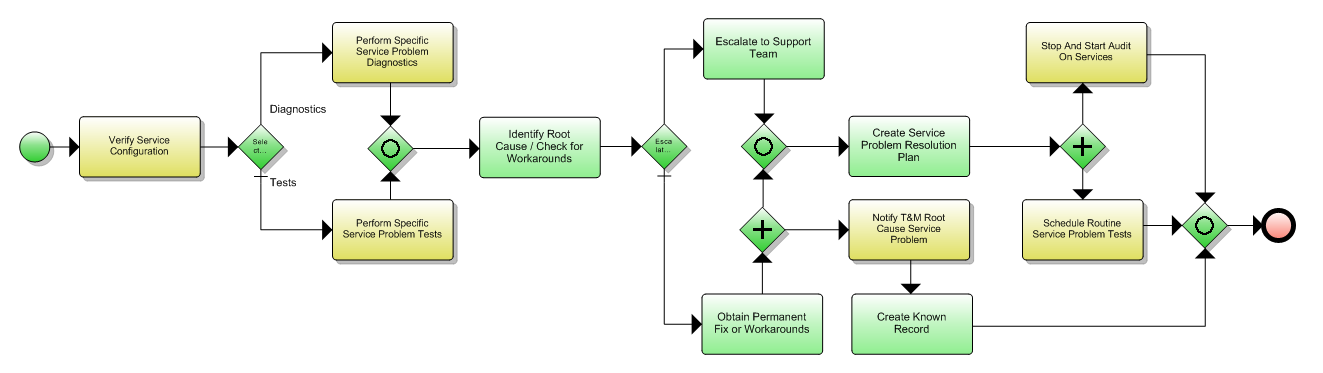 Verify Service
Configuration
Sele
ct...
Diagnostics
Tests
Perform Specific
Service Problem
Diagnostics
Perform Specific
Service Problem Tests
Identify Root
Cause / Check for
Workarounds
Esca
lat...
Escalate to Support
Team
Obtain Permanent
Fix or Workarounds
Create Service
Problem Resolution
Plan
Notify T&M Root
Cause Service
Problem
Create Known
Record
Stop And Start Audit
On Services
Schedule Routine
Service Problem Tests